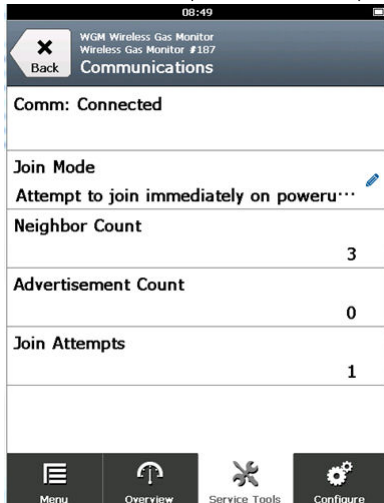 08:49
WGM Wireless Gas Monitor
Wireless Gas Monitor #187
Back
Communications
Comm: Connected
Join Mode
Attempt to join immediately on poweru···
Neighbor Count
3
Advertisement Count
0
Join Attempts
1
Menu
Overview
Service Tools
Configure